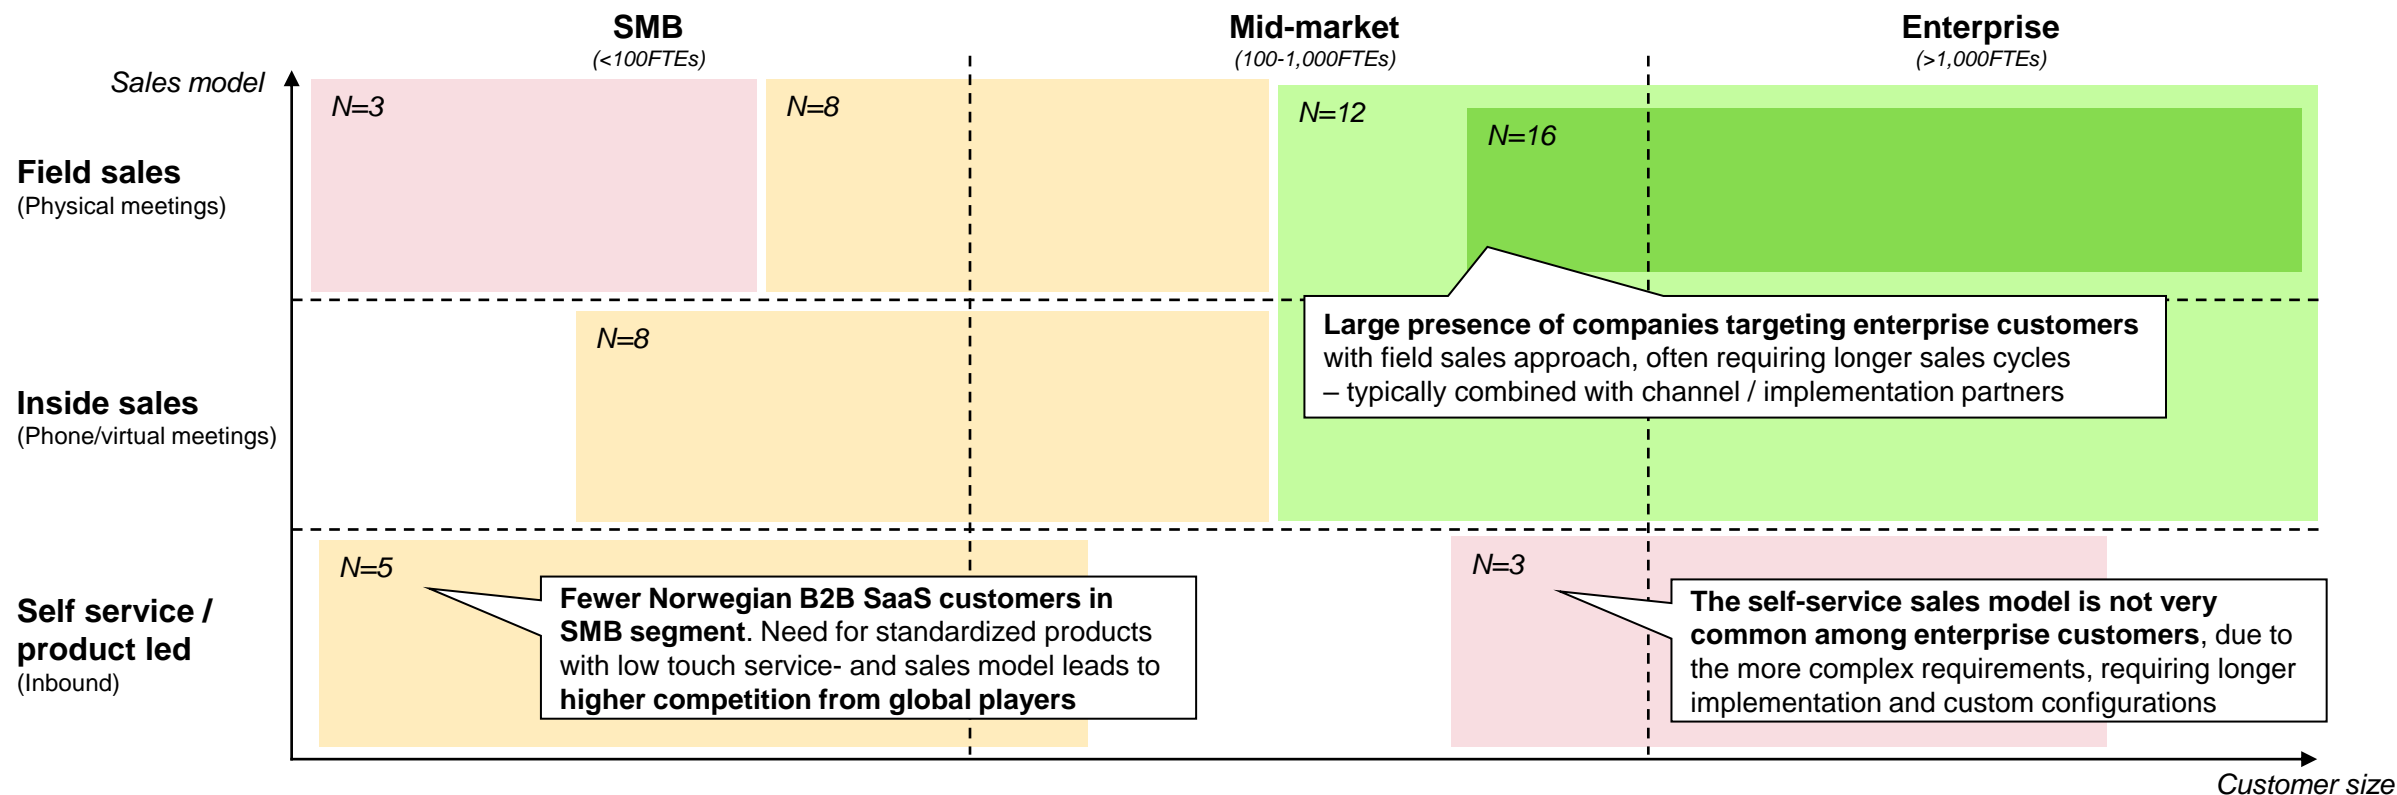 SMB
(<100FTEs)
Mid-market
(100-1,000FTEs)
Enterprise
(>1,000FTEs)
Sales model
Field sales
(Physical meetings)
N=3
N=8
N=12
N=16
Large presence of companies targeting enterprise customers
with field sales approach, often requiring longer sales cycles
– typically combined with channel / implementation partners
Inside sales
(Phone/virtual meetings)
N=8
Self service /
product led
(Inbound)
N=5
Fewer Norwegian B2B SaaS customers in
SMB segment. Need for standardized products
with low touch service- and sales model leads to
higher competition from global players
N=3
The self-service sales model is not very
common among enterprise customers, due to
the more complex requirements, requiring longer
implementation and custom configurations
Customer size